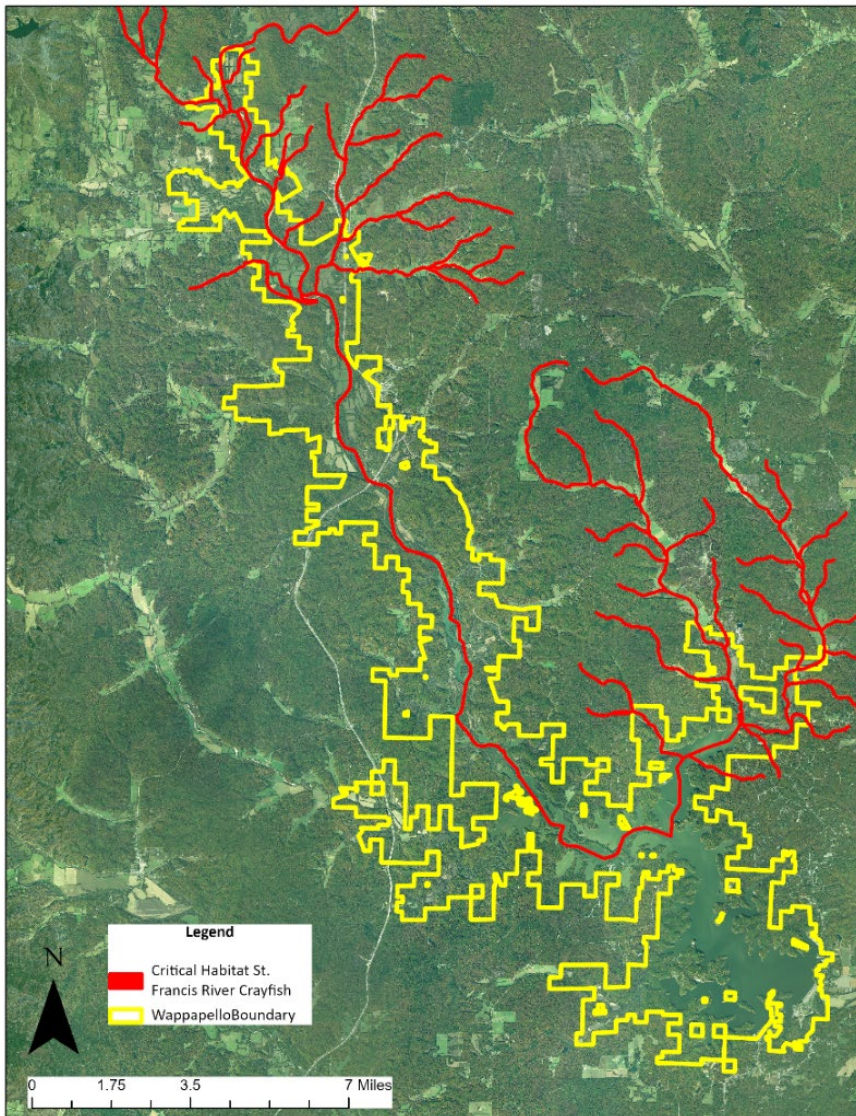 Legend
Critical Habitat St.
Francis River Crayfish
WappapelloBoundary
N
0 1.75 3.5 7 Miles